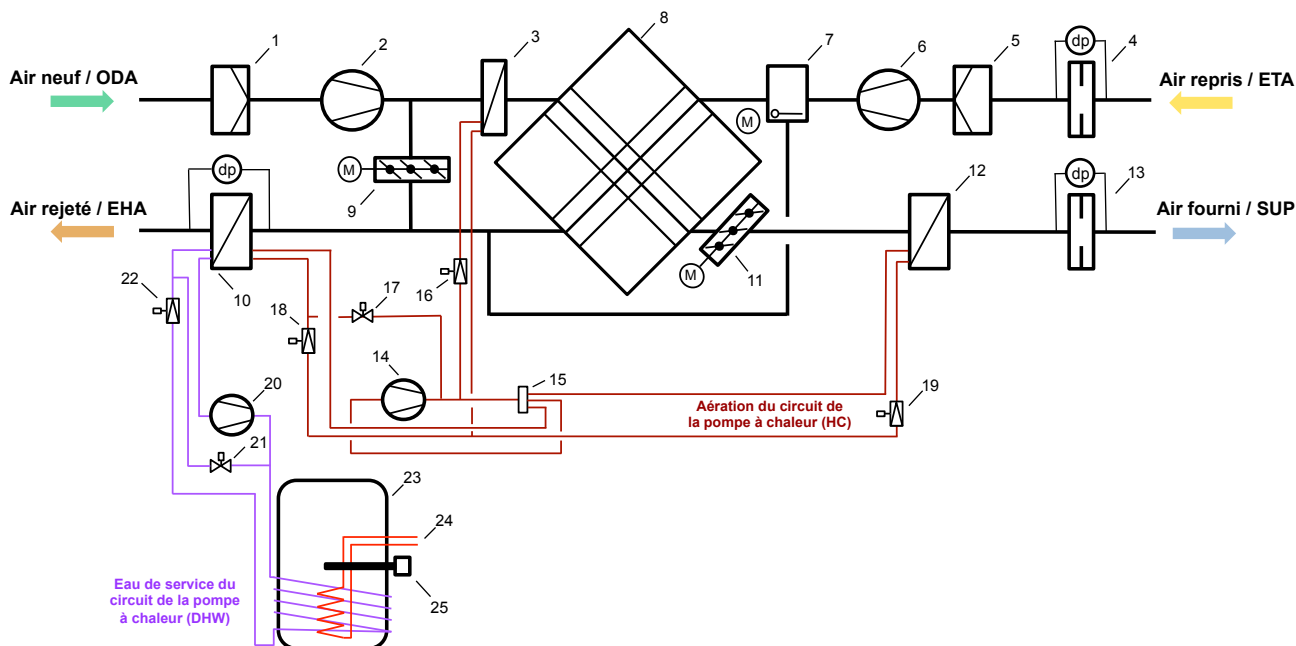 1
2
3
8
7
6
5
dp
4
Air neuf / ODA
Air repris / ETA
M
M
9
dp
dp
12
13
Air rejeté / EHA
Air fourni / SUP
M
11
22
10
16
17
18
14
15
19
Aération du circuit de
la pompe à chaleur (HC)
20
21
23
24
25
Eau de service du
circuit de la pompe
à chaleur (DHW)